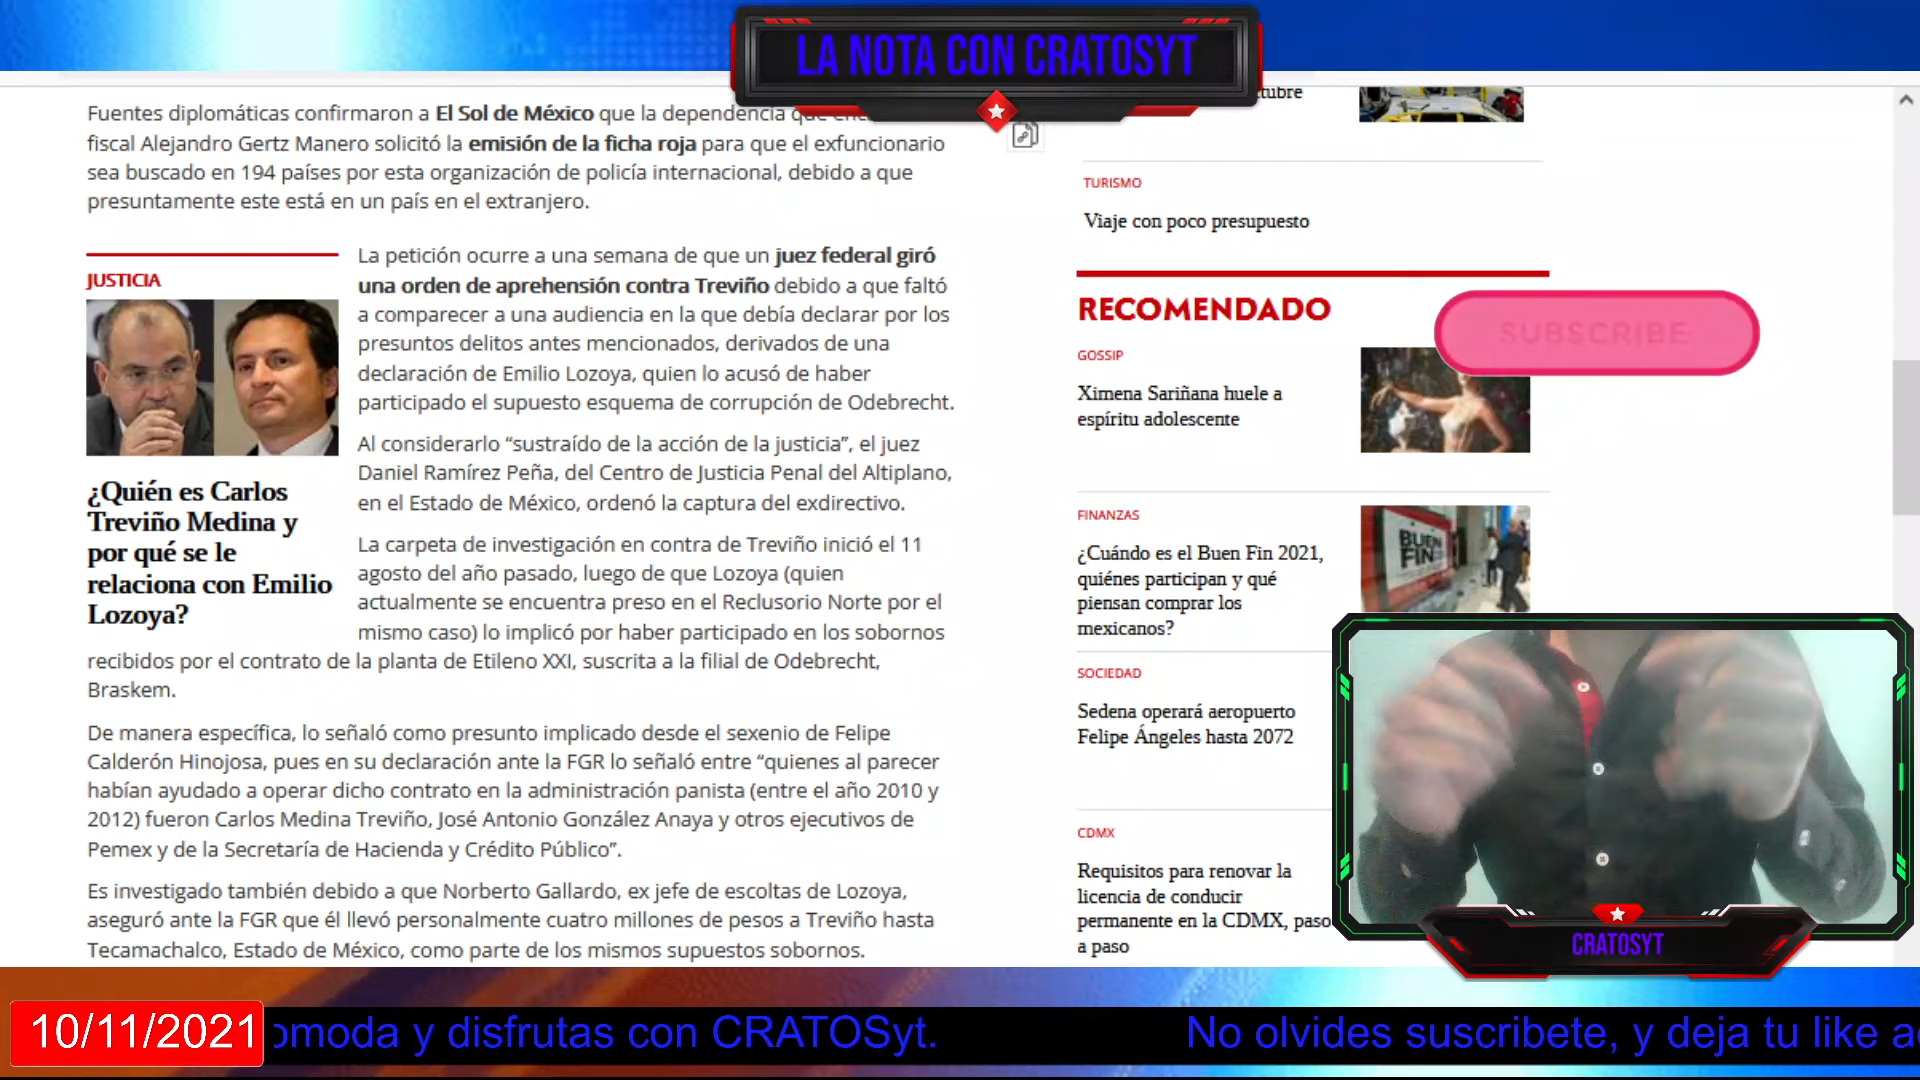 LA NOTA CON CRATOSYT
Fuentes diplomáticas confirmaron a El Sol de México que la dependencia
fiscal Alejandro Gertz Manero solicitó la emisión de la ficha roja para que el exfuncionario
sea buscado en 194 países por esta organización de policía internacional, debido a que
presuntamente este está en un país en el extranjero.
JUSTICIA
¿Quién es Carlos
Treviño Medina y
por qué se le
relaciona con Emilio
Lozoya?
La petición ocurre a una semana de que un juez federal giró
una orden de aprehensión contra Treviño debido a que faltó
a comparecer a una audiencia en la que debía declarar por los
presuntos delitos antes mencionados, derivados de una
declaración de Emilio Lozoya, quien lo acusó de haber
participado el supuesto esquema de corrupción de Odebrecht.
Al considerarlo “sustraído de la acción de la justicia”, el juez
Daniel Ramírez Peña, del Centro de Justicia Penal del Altiplano,
en el Estado de México, ordenó la captura del exdirectivo.
La carpeta de investigación en contra de Treviño inició el 11
agosto del año pasado, luego de que Lozoya (quien
actualmente se encuentra preso en el Reclusorio Norte por el
mismo caso) lo implicó por haber participado en los sobornos
recibidos por el contrato de la planta de Etileno XXI, suscrita a la filial de Odebrecht,
Braskem.
De manera específica, lo señaló como presunto implicado desde el sexenio de Felipe
Calderón Hinojosa, pues en su declaración ante la FGR lo señaló entre “quienes al parecer
habían ayudado a operar dicho contrato en la administración panista (entre el año 2010 y
2012) fueron Carlos Medina Treviño, José Antonio González Anaya y otros ejecutivos de
Pemex y de la Secretaría de Hacienda y Crédito Público”.
Es investigado también debido a que Norberto Gallardo, ex jefe de escoltas de Lozoya,
aseguró ante la FGR que él llevó personalmente cuatro millones de pesos a Treviño hasta
Tecamachalco, Estado de México, como parte de los mismos supuestos sobornos.
tubre
TURISMO
Viaje con poco presupuesto
RECOMENDADO
SUBSCRIBE
GOSSIP
Ximena Sariñana huele a
espíritu adolescente
FINANZAS
¿Cuándo es el Buen Fin 2021,
quiénes participan y qué
piensan comprar los
mexicanos?
BUEN
FIN
SOCIEDAD
Sedena operará aeropuerto
Felipe Ángeles hasta 2072
CDMX
Requisitos para renovar la
licencia de conducir
permanente en la CDMX, paso
a paso
CRATOSYT
10/11/2021
omoda y disfrutas con CRATOSyt. No olvides suscribete, y deja tu like a